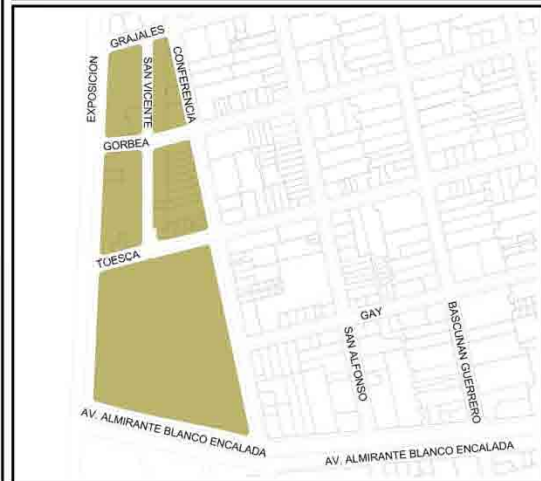 GRAJALES
EXPOSICION
SAN VICENTE
CONFERENCIA
GORBEA
TOESCA
GAY
SAN ALFONSO
BASCUNAN GUERRERO
AV. ALMIRANTE BLANCO ENCALADA
AV. ALMIRANTE BLANCO ENCALADA